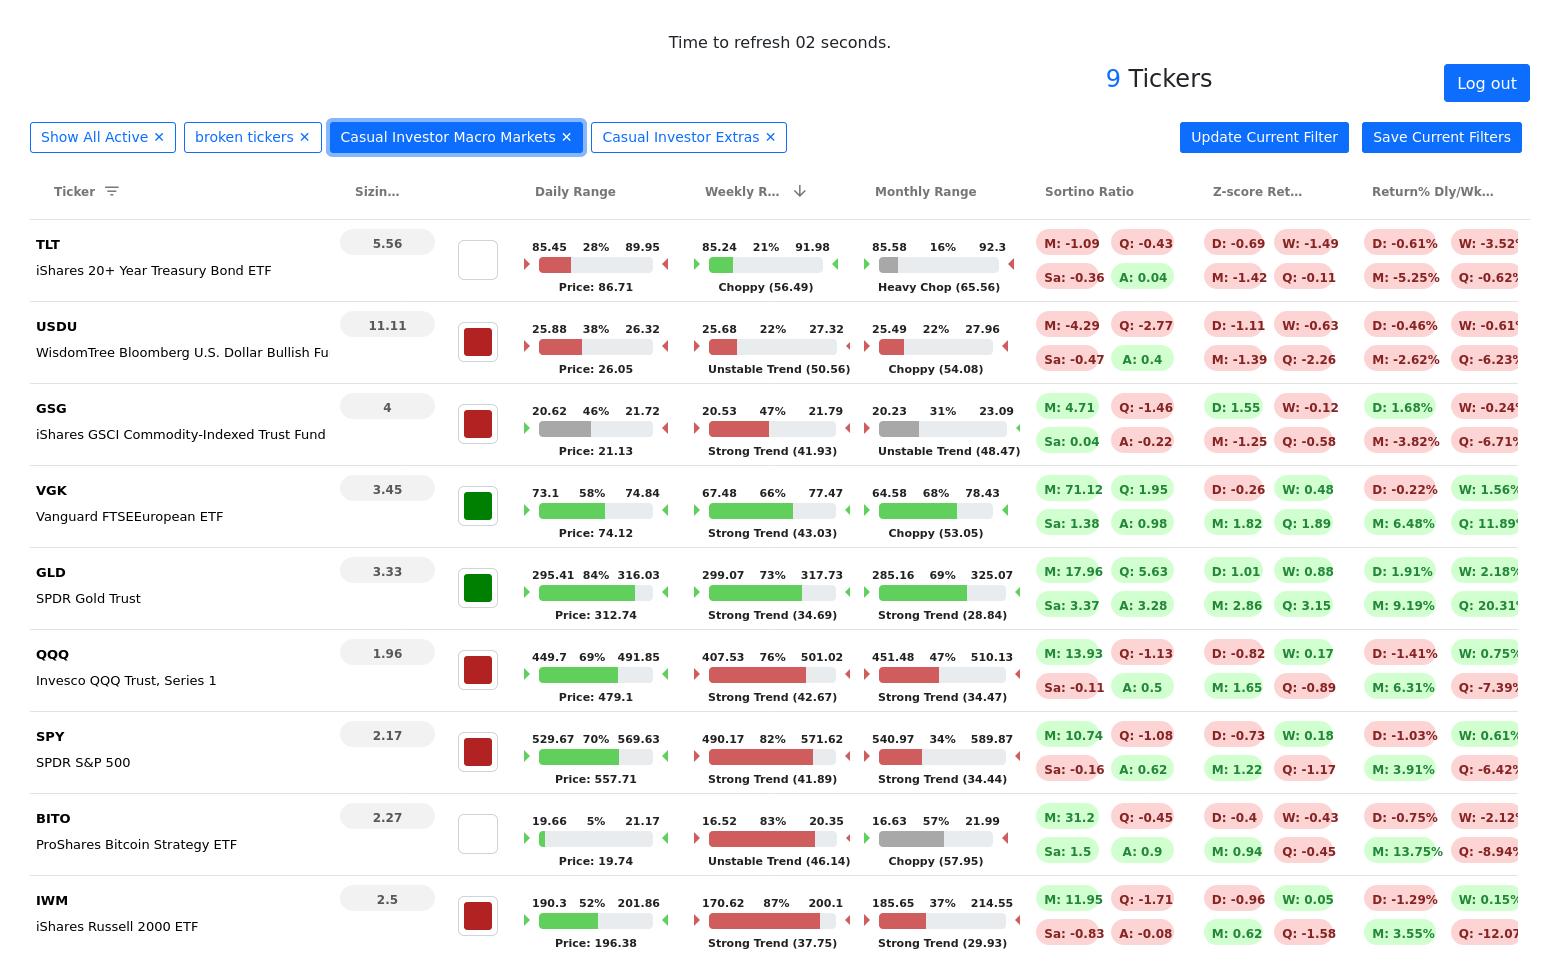 Time to refresh 02 seconds.
9 Tickers
Log out
Show All Active ✕ broken tickers ✕ Casual Investor Macro Markets ✕ Casual Investor Extras ✕ Update Current Filter Save Current Filters
Ticker Sizin... Daily Range Weekly R... Monthly Range Sortino Ratio Z-score Ret... Return% Dly/Wk...
TLT 5.56 85.45 28% 89.95 85.24 21% 91.98 85.58 16% 92.3 M: -1.09 Q: -0.43 D: -0.69 W: -1.49 D: -0.61% W: -3.52%
iShares 20+ Year Treasury Bond ETF Sa: -0.36 A: 0.04 M: -1.42 Q: -0.11 M: -5.25% Q: -0.62%
Price: 86.71 Choppy (56.49) Heavy Chop (65.56)
USDU 11.11 25.88 38% 26.32 25.68 22% 27.32 25.49 22% 27.96 M: -4.29 Q: -2.77 D: -1.11 W: -0.63 D: -0.46% W: -0.61%
WisdomTree Bloomberg U.S. Dollar Bullish Fu Sa: -0.47 A: 0.4 M: -1.39 Q: -2.26 M: -2.62% Q: -6.23%
Price: 26.05 Unstable Trend (50.56) Choppy (54.08)
GSG 4 20.62 46% 21.72 20.53 47% 21.79 20.23 31% 23.09 M: 4.71 Q: -1.46 D: 1.55 W: -0.12 D: 1.68% W: -0.24%
iShares GSCI Commodity-Indexed Trust Fund Sa: 0.04 A: -0.22 M: -1.25 Q: -0.58 M: -3.82% Q: -6.71%
Price: 21.13 Strong Trend (41.93) Unstable Trend (48.47)
VGK 3.45 73.1 58% 74.84 67.48 66% 77.47 64.58 68% 78.43 M: 71.12 Q: 1.95 D: -0.26 W: 0.48 D: -0.22% W: 1.56%
Vanguard FTSEEuropean ETF Sa: 1.38 A: 0.98 M: 1.82 Q: 1.89 M: 6.48% Q: 11.89%
Price: 74.12 Strong Trend (43.03) Choppy (53.05)
GLD 3.33 295.41 84% 316.03 299.07 73% 317.73 285.16 69% 325.07 M: 17.96 Q: 5.63 D: 1.01 W: 0.88 D: 1.91% W: 2.18%
SPDR Gold Trust Sa: 3.37 A: 3.28 M: 2.86 Q: 3.15 M: 9.19% Q: 20.31%
Price: 312.74 Strong Trend (34.69) Strong Trend (28.84)
QQQ 1.96 449.7 69% 491.85 407.53 76% 501.02 451.48 47% 510.13 M: 13.93 Q: -1.13 D: -0.82 W: 0.17 D: -1.41% W: 0.75%
Invesco QQQ Trust, Series 1 Sa: -0.11 A: 0.5 M: 1.65 Q: -0.89 M: 6.31% Q: -7.39%
Price: 479.1 Strong Trend (42.67) Strong Trend (34.47)
SPY 2.17 529.67 70% 569.63 490.17 82% 571.62 540.97 34% 589.87 M: 10.74 Q: -1.08 D: -0.73 W: 0.18 D: -1.03% W: 0.61%
SPDR S&P 500 Sa: -0.16 A: 0.62 M: 1.22 Q: -1.17 M: 3.91% Q: -6.42%
Price: 557.71 Strong Trend (41.89) Strong Trend (34.44)
BITO 2.27 19.66 5% 21.17 16.52 83% 20.35 16.63 57% 21.99 M: 31.2 Q: -0.45 D: -0.4 W: -0.43 D: -0.75% W: -2.12%
ProShares Bitcoin Strategy ETF Sa: 1.5 A: 0.9 M: 0.94 Q: -0.45 M: 13.75% Q: -8.94%
Price: 19.74 Unstable Trend (46.14) Choppy (57.95)
IWM 2.5 190.3 52% 201.86 170.62 87% 200.1 185.65 37% 214.55 M: 11.95 Q: -1.71 D: -0.96 W: 0.05 D: -1.29% W: 0.15%
iShares Russell 2000 ETF Sa: -0.83 A: -0.08 M: 0.62 Q: -1.58 M: 3.55% Q: -12.07
Price: 196.38 Strong Trend (37.75) Strong Trend (29.93)